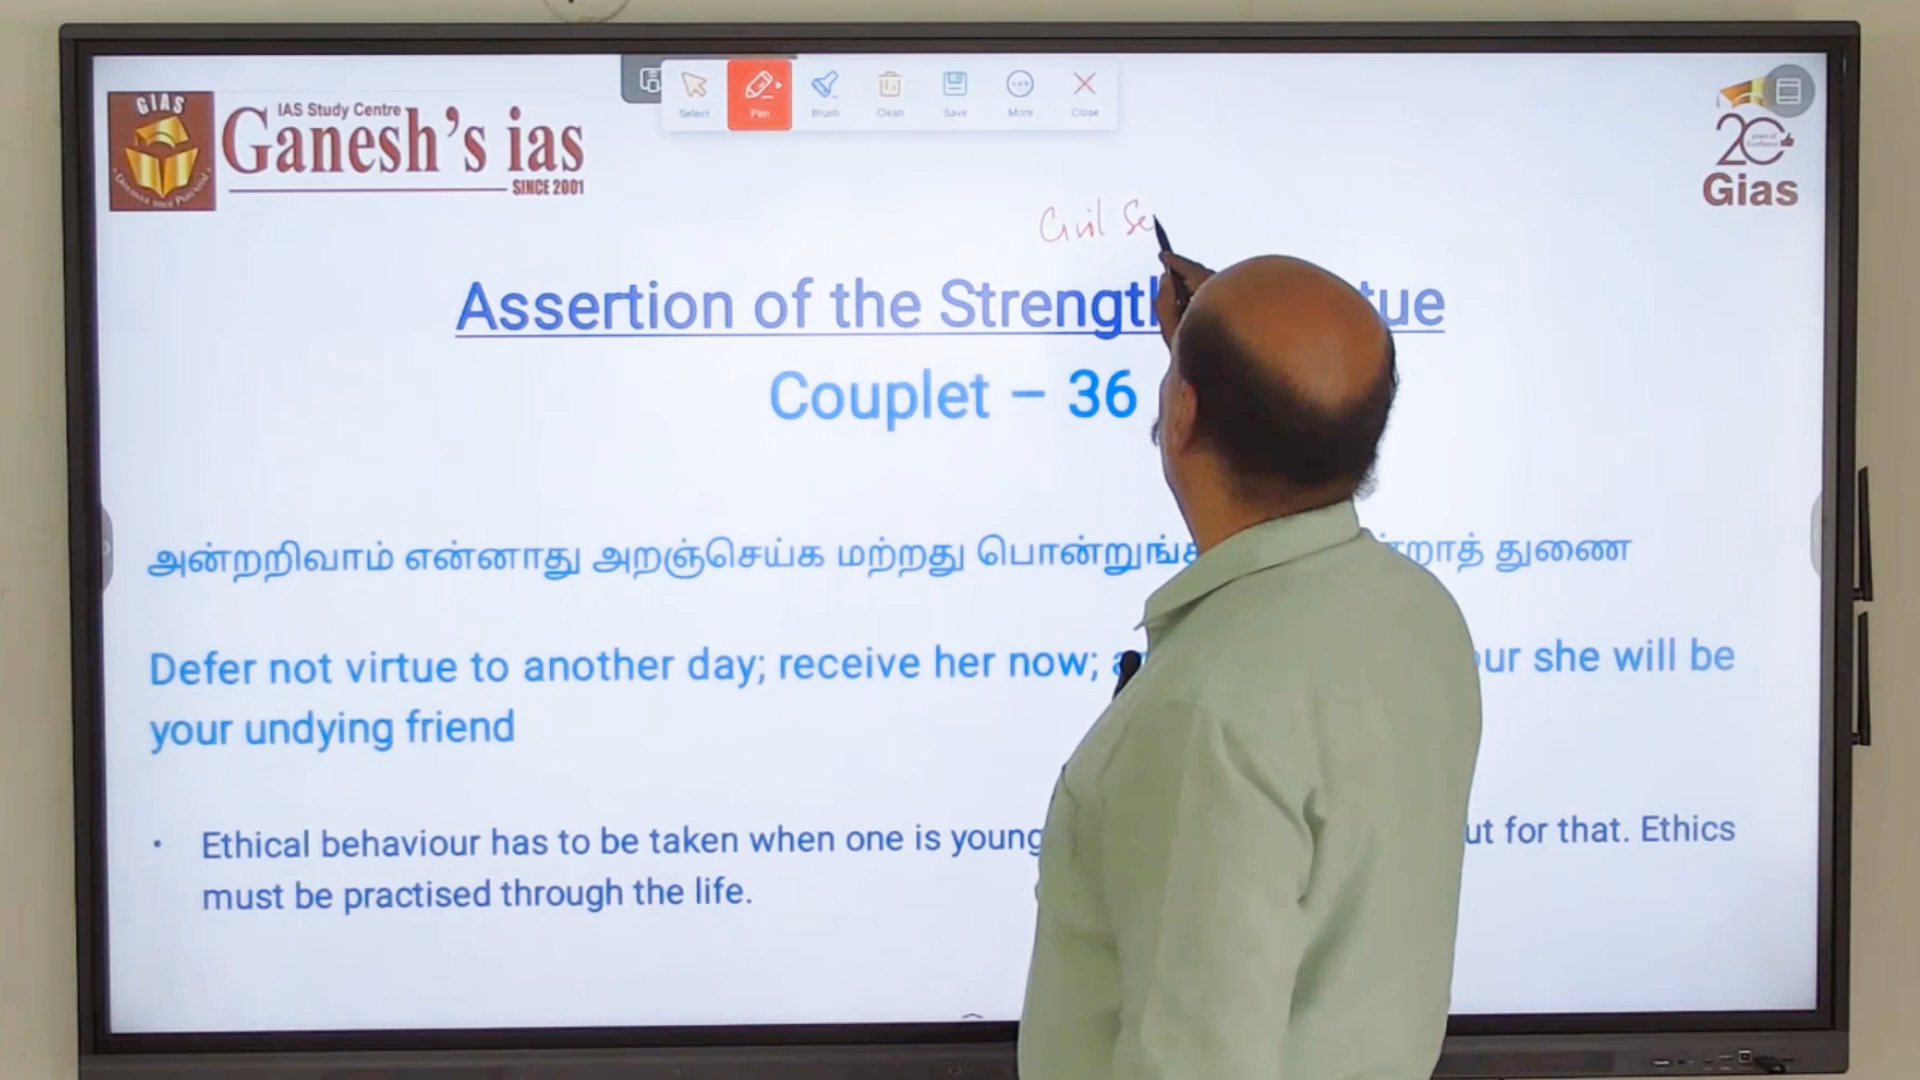 GIAS
IAS Study Centre
Ganesh's ias
SINCE 2001
Select Pen Brush Clean Save More Close
20
Gias
Civil Se
Assertion of the Strengt tue
Couplet – 36
அன்றறிவாம் என்னாது அறஞ்செய்க மற்றது பொன்றுங் றாத் துணை
Defer not virtue to another day; receive her now; ur she will be
your undying friend
• Ethical behaviour has to be taken when one is young ut for that. Ethics
must be practised through the life.